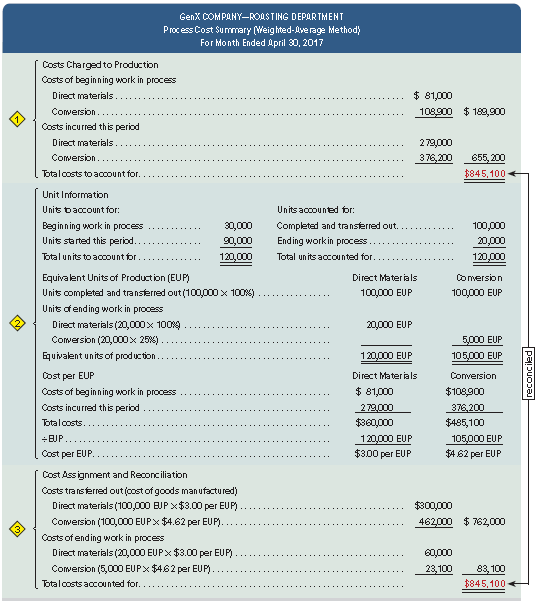 GenX COMPANY—ROASTING DEPARTMENT
Process Cost Summary (Weighted-Average Method)
For Month Ended April 30, 2017
1
Costs Charged to Production
Costs of beginning work in process
Direct materials $ 81,000
Conversion 108,900 $ 189,900
Costs incurred this period
Direct materials 279,000
Conversion 376,200 655,200
Total costs to account for $845,100
2
Unit Information
Units to account for: Units accounted for:
Beginning work in process 30,000 Completed and transferred out 100,000
Units started this period 90,000 Ending work in process 20,000
Total units to account for 120,000 Total units accounted for 120,000
Equivalent Units of Production (EUP) Direct Materials Conversion
Units completed and transferred out (100,000 × 100%) 100,000 EUP 100,000 EUP
Units of ending work in process
Direct materials (20,000 × 100%) 20,000 EUP
Conversion (20,000 × 25%) 5,000 EUP
Equivalent units of production 120,000 EUP 105,000 EUP
Cost per EUP Direct Materials Conversion
Costs of beginning work in process $ 81,000 $108,900
Costs incurred this period 279,000 376,200
Total costs $360,000 $485,100
÷ EUP 120,000 EUP 105,000 EUP
Cost per EUP $3.00 per EUP $4.62 per EUP
reconciled
3
Cost Assignment and Reconciliation
Costs transferred out (cost of goods manufactured)
Direct materials (100,000 EUP × $3.00 per EUP) $300,000
Conversion (100,000 EUP × $4.62 per EUP) 462,000 $ 762,000
Costs of ending work in process
Direct materials (20,000 EUP × $3.00 per EUP) 60,000
Conversion (5,000 EUP × $4.62 per EUP) 23,100 83,100
Total costs accounted for $845,100